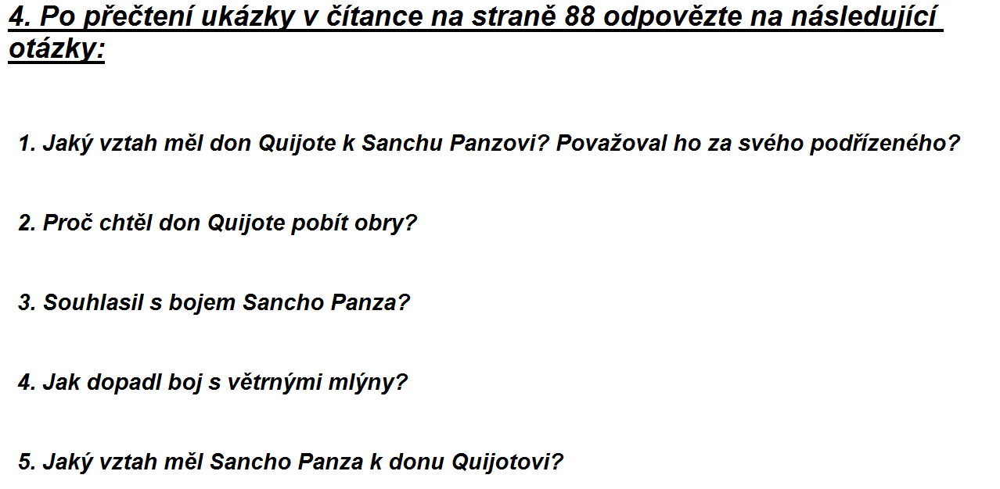 4. Po přečtení ukázky v čítance na straně 88 odpovězte na následující
otázky:
1. Jaký vztah měl don Quijote k Sanchu Panzovi? Považoval ho za svého podřízeného?
2. Proč chtěl don Quijote pobít obry?
3. Souhlasil s bojem Sancho Panza?
4. Jak dopadl boj s větrnými mlýny?
5. Jaký vztah měl Sancho Panza k donu Quijotovi?